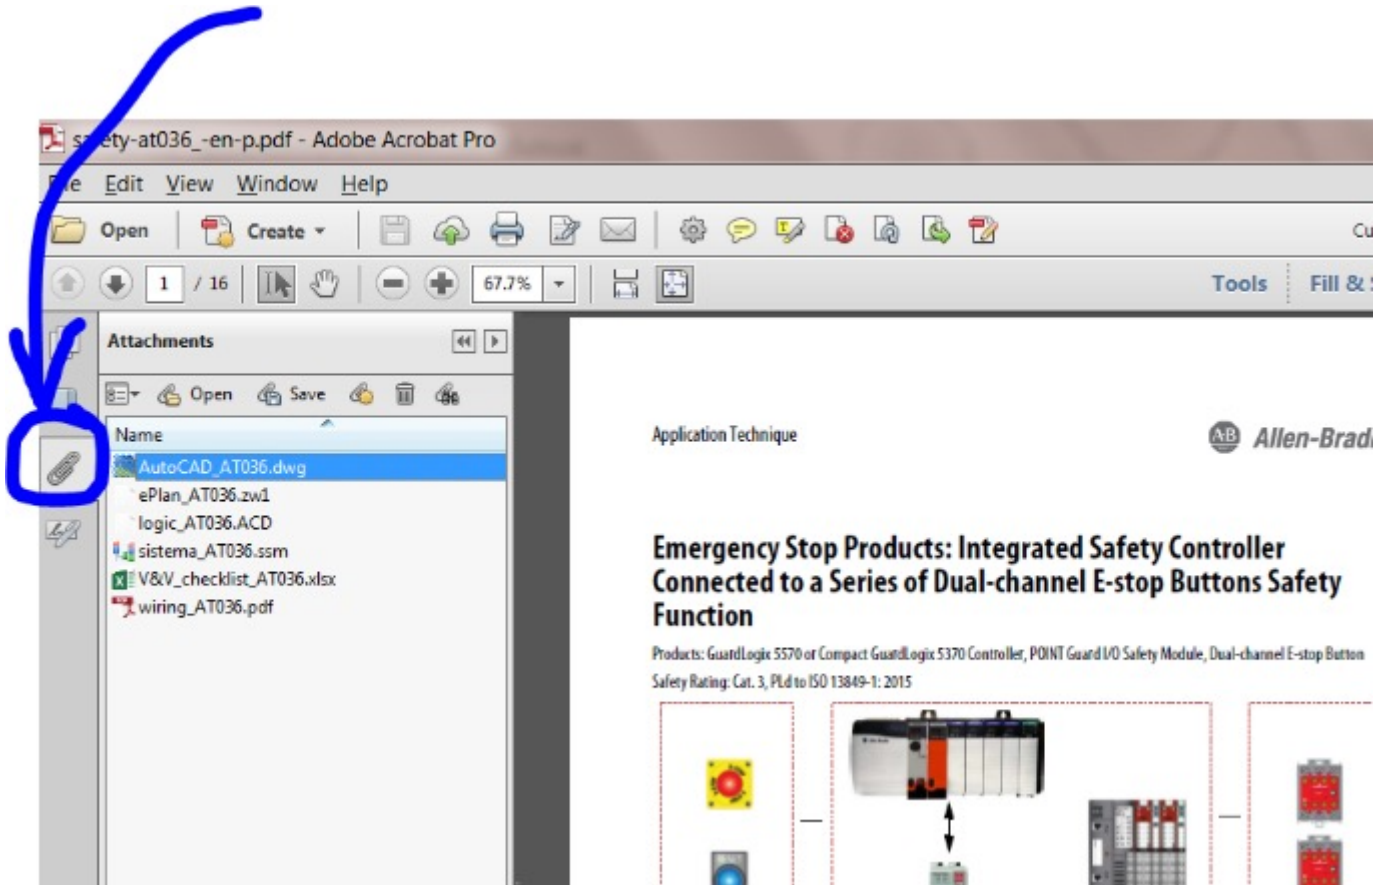 safety-at036_-en-p.pdf - Adobe Acrobat Pro
File Edit View Window Help
Open Create
1 / 16 67.7% Tools Fill &
Attachments
Open Save
Name
AutoCAD_AT036.dwg
ePlan_AT036.zw1
logic_AT036.ACD
sistema_AT036.ssm
V&V_checklist_AT036.xlsx
wiring_AT036.pdf
Application Technique
AB Allen-Brad
Emergency Stop Products: Integrated Safety Controller
Connected to a Series of Dual-channel E-stop Buttons Safety
Function
Products: GuardLogix 5570 or Compact GuardLogix 5370 Controller, POINT Guard I/O Safety Module, Dual-channel E-stop Button
Safety Rating: Cat. 3, PLd to ISO 13849-1: 2015